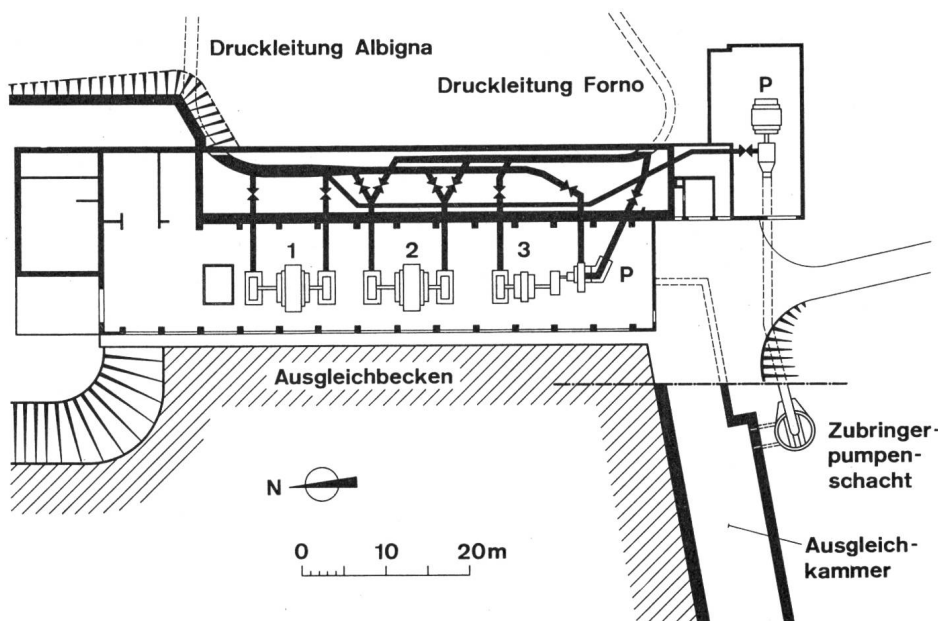 Druckleitung Albigna
Druckleitung Forno
P
1
2
3
P
Ausgleichbecken
N
0 10 20m
Zubringer-
pumpen-
schacht
Ausgleich-
kammer